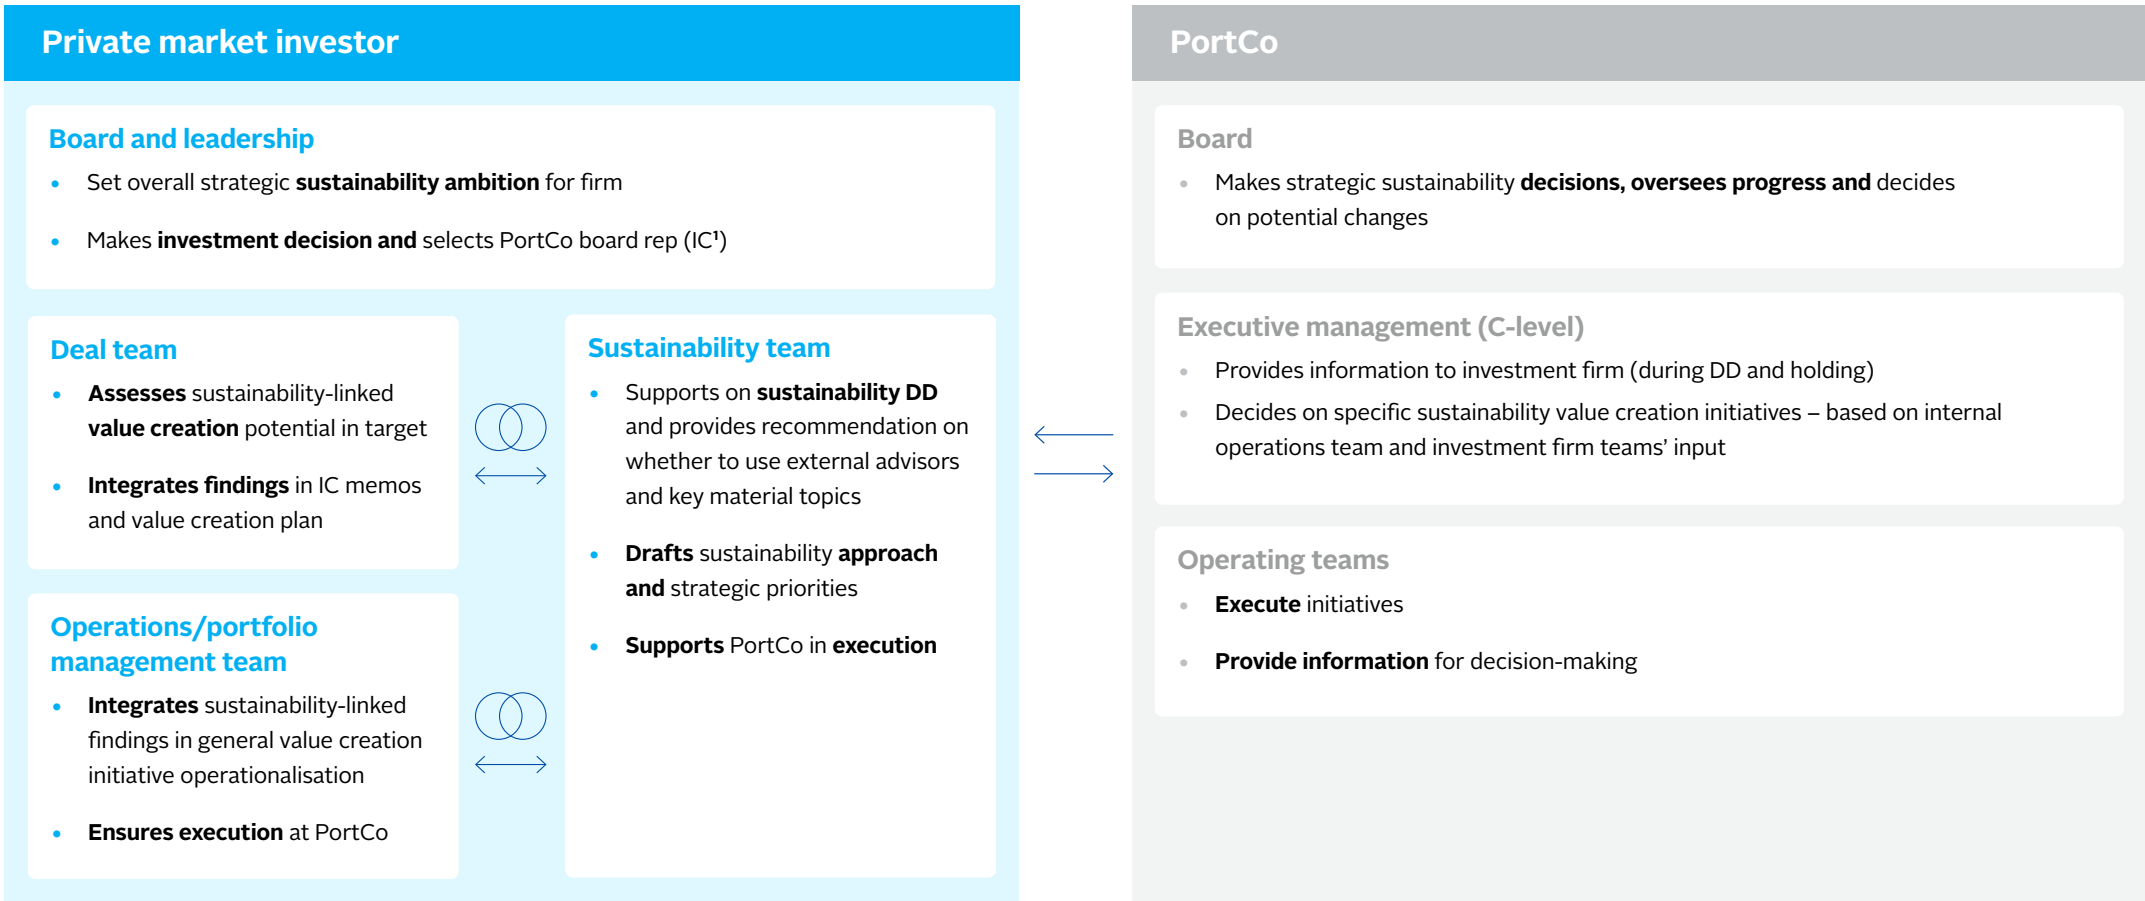 Private market investor
Board and leadership
• Set overall strategic sustainability ambition for firm
• Makes investment decision and selects PortCo board rep (IC¹)
Deal team
• Assesses sustainability-linked
value creation potential in target
• Integrates findings in IC memos
and value creation plan
Operations/portfolio
management team
• Integrates sustainability-linked
findings in general value creation
initiative operationalisation
• Ensures execution at PortCo
Sustainability team
• Supports on sustainability DD
and provides recommendation on
whether to use external advisors
and key material topics
• Drafts sustainability approach
and strategic priorities
• Supports PortCo in execution
PortCo
Board
• Makes strategic sustainability decisions, oversees progress and decides
on potential changes
Executive management (C-level)
• Provides information to investment firm (during DD and holding)
• Decides on specific sustainability value creation initiatives – based on internal
operations team and investment firm teams’ input
Operating teams
• Execute initiatives
• Provide information for decision-making